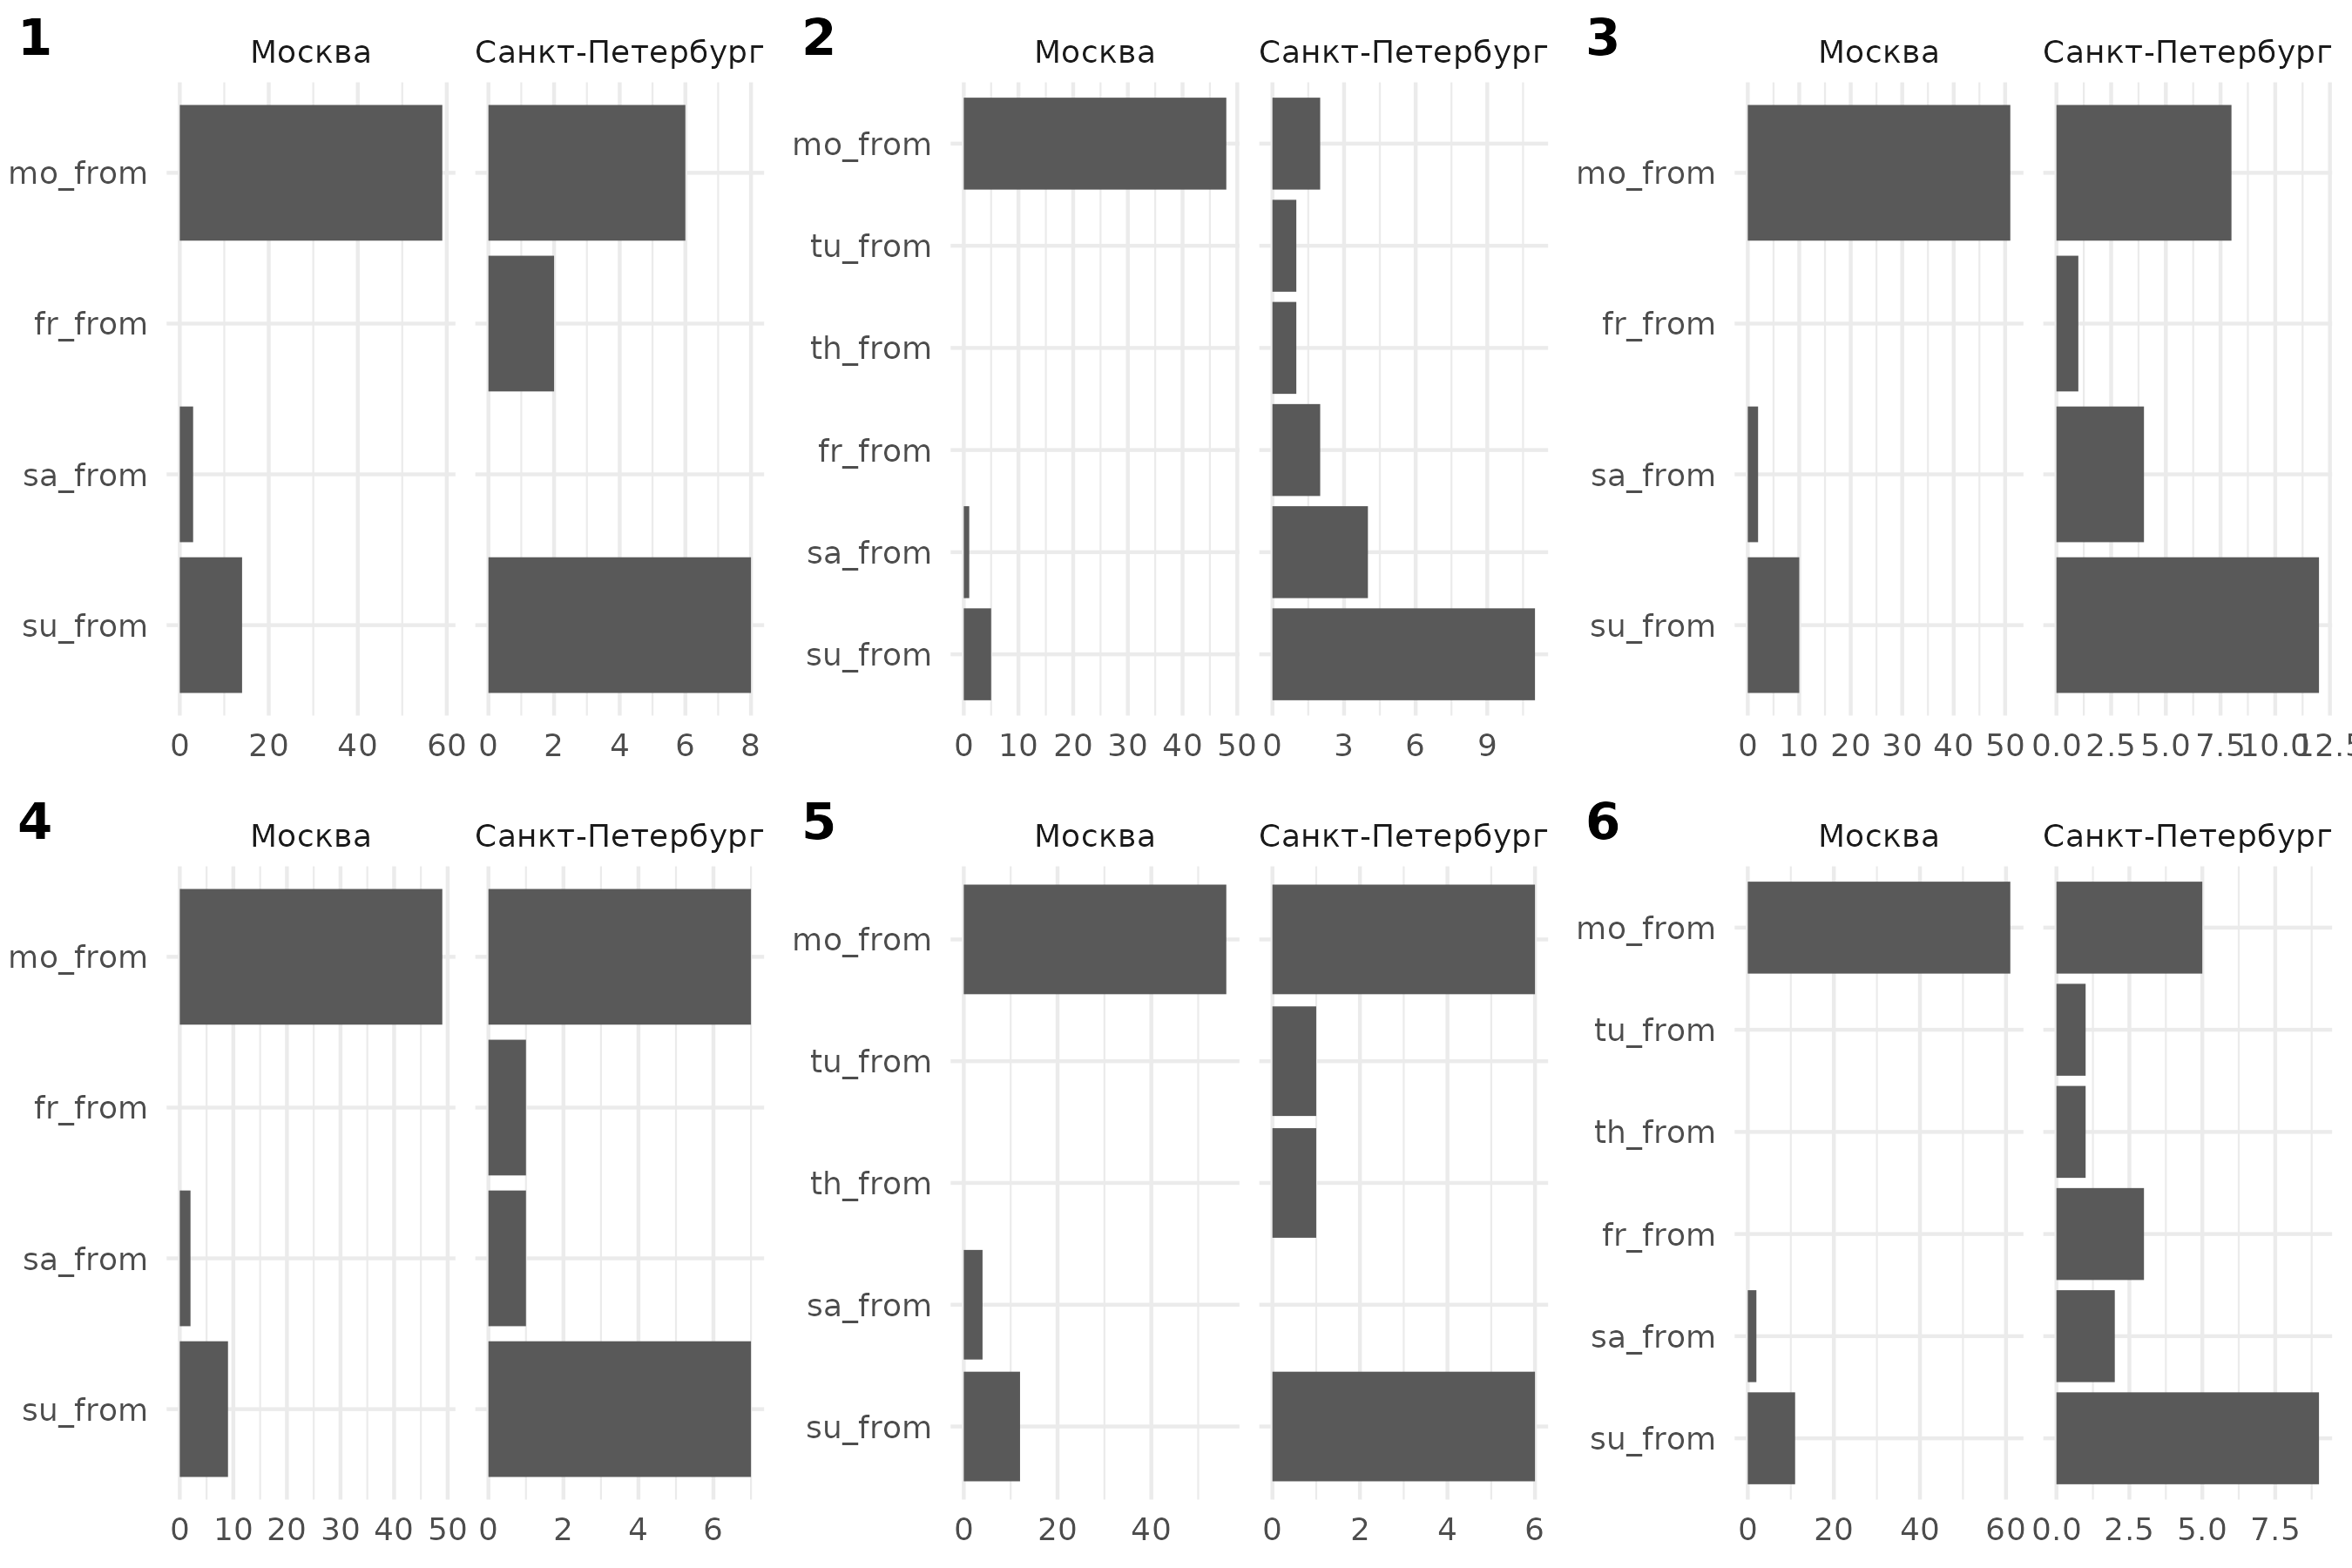 1
Москва Санкт-Петербург
mo_from
fr_from
sa_from
su_from
0 20 40 60 0 2 4 6 8
2
Москва Санкт-Петербург
mo_from
tu_from
th_from
fr_from
sa_from
su_from
0 10 20 30 40 50 0 3 6 9
3
Москва Санкт-Петербург
mo_from
fr_from
sa_from
su_from
0 10 20 30 40 50 0.0 2.5 5.0 7.5 10.0 12.5
4
Москва Санкт-Петербург
mo_from
fr_from
sa_from
su_from
0 10 20 30 40 50 0 2 4 6
5
Москва Санкт-Петербург
mo_from
tu_from
th_from
sa_from
su_from
0 20 40 0 2 4 6
6
Москва Санкт-Петербург
mo_from
tu_from
th_from
fr_from
sa_from
su_from
0 20 40 60 0.0 2.5 5.0 7.5